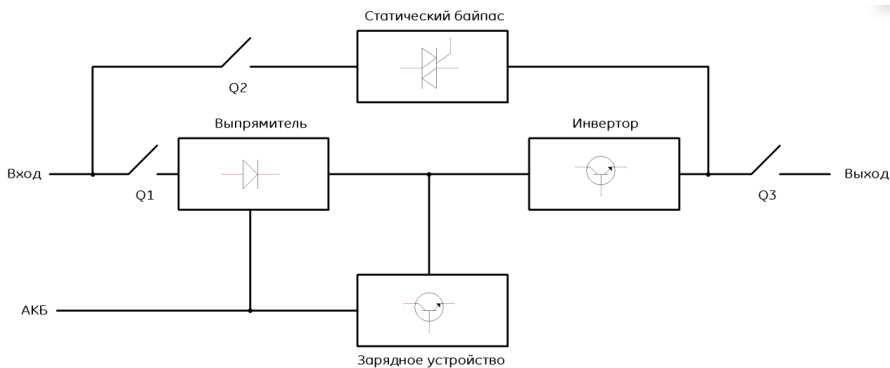 Статический байпас
Q2
Выпрямитель
Инвертор
Вход
Q1
Q3
Выход
АКБ
Зарядное устройство